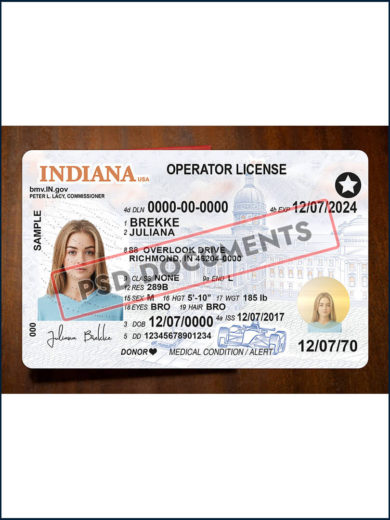 INDIANA USA
OPERATOR LICENSE
bmv.IN.gov
PETER L. LACY, COMMISSIONER
SAMPLE
4d DLN 0000-00-0000 4b EXP 12/07/2024
1 BREKKE
2 JULIANA
8 SS OVERLOOK DRIVE
RICHMOND, IN 46204-0000
9 CLASS NONE 9a END L
12 RES 289B
15 SEX M 16 HGT 5'-10" 17 WGT 185 lb
18 EYES BRO 19 HAIR BRO
3 DOB 12/07/0000 4a ISS 12/07/2017
5 DD 12345678901234
000
Juliana Brekke
DONOR MEDICAL CONDITION / ALERT
12/07/70
PSD DOCUMENTS